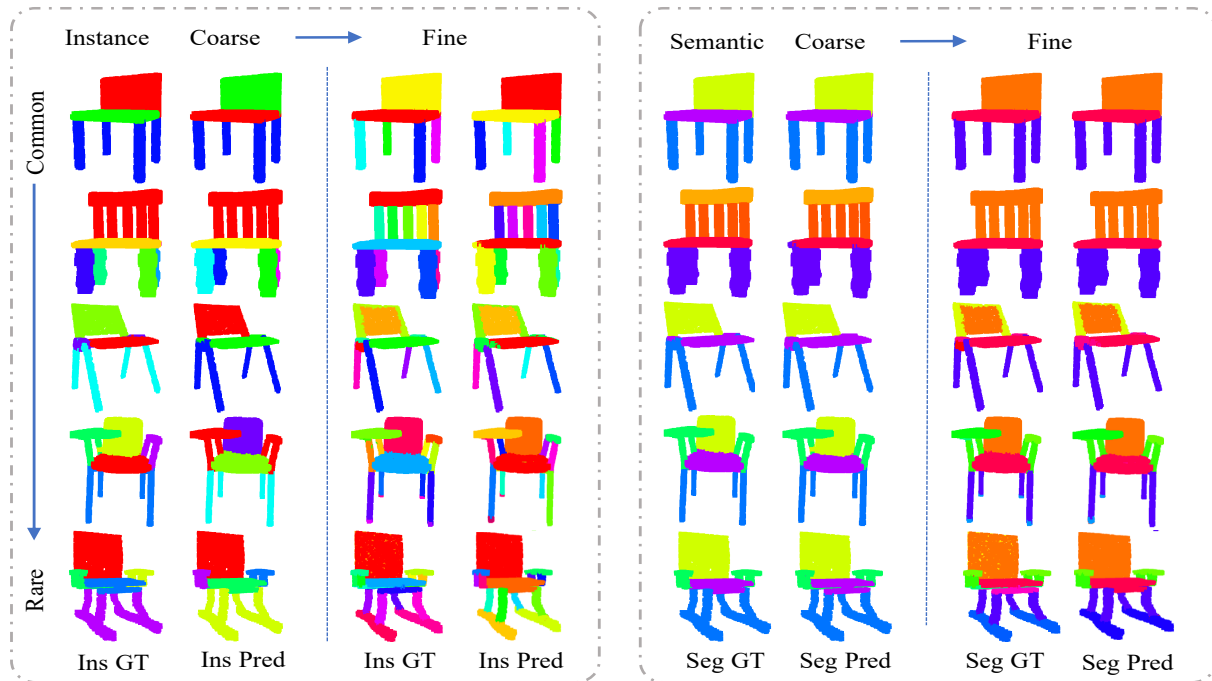 Instance Coarse Fine
Semantic Coarse Fine
Common
Rare
Ins GT Ins Pred Ins GT Ins Pred
Seg GT Seg Pred Seg GT Seg Pred